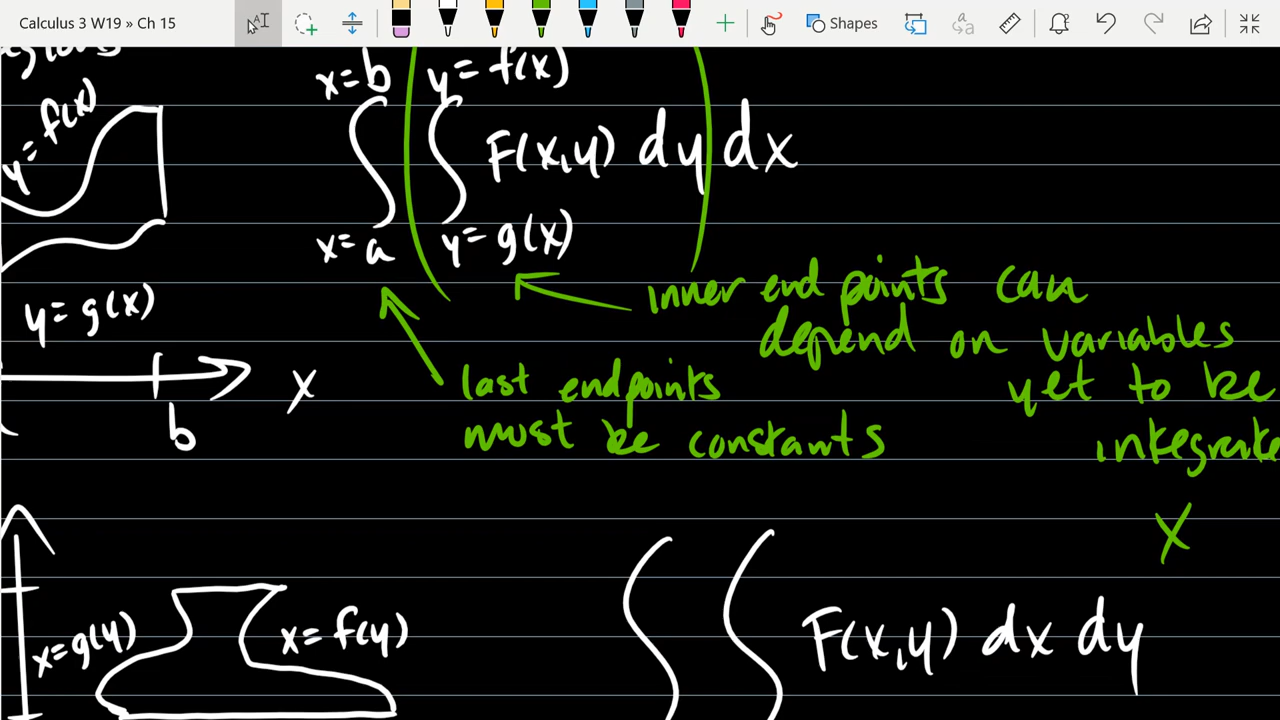 Calculus 3 W19 » Ch 15
Shapes
y = f(x)
x = b y = f(x)
∫ ( ∫ F(x,y) dy ) dx
x = a y = g(x)
y = g(x)
x
b
inner end points can
depend on variables
yet to be
integrate
x
last endpoints
must be constants
x = g(y) x = f(y)
∫ ∫ F(x,y) dx dy